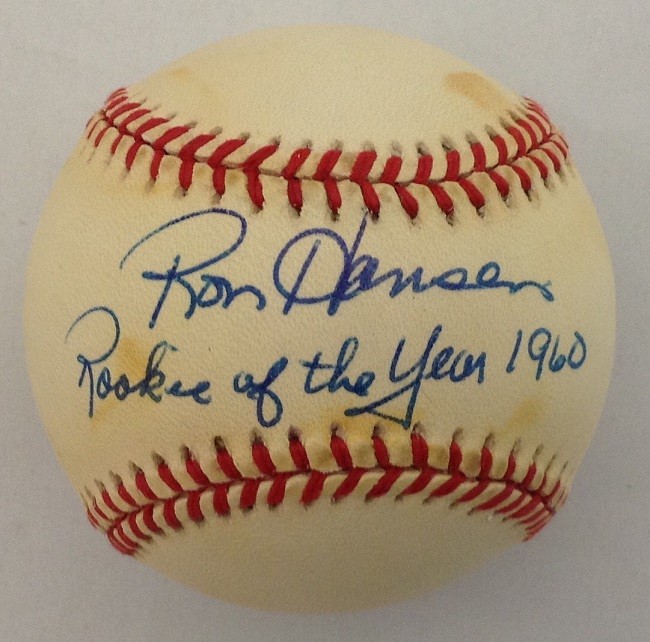 Ron Hansen
Rookie of the Year 1960